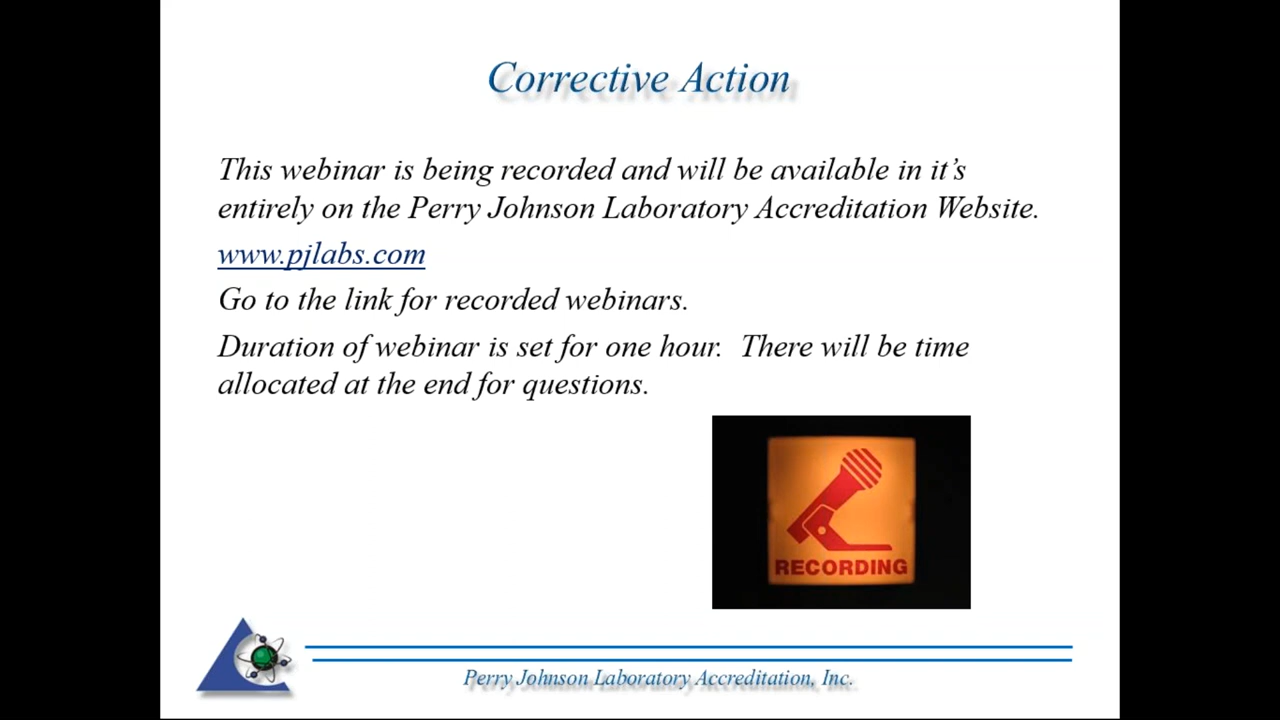 Corrective Action
This webinar is being recorded and will be available in it’s
entirely on the Perry Johnson Laboratory Accreditation Website.
www.pjlabs.com
Go to the link for recorded webinars.
Duration of webinar is set for one hour.  There will be time
allocated at the end for questions.
RECORDING
Perry Johnson Laboratory Accreditation, Inc.